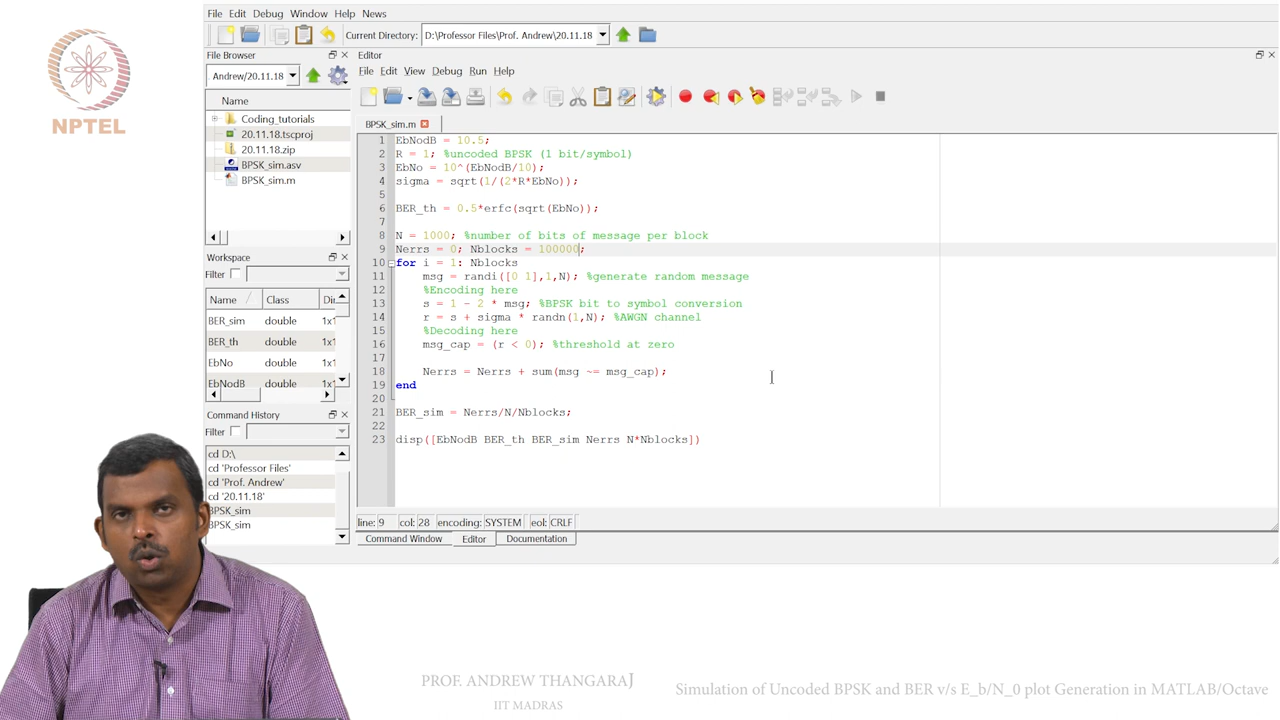 NPTEL
File Edit Debug Window Help News
Current Directory: D:\Professor Files\Prof. Andrew\20.11.18
File Browser
Andrew/20.11.18
Name
Coding_tutorials
20.11.18.tscproj
20.11.18.zip
BPSK_sim.asv
BPSK_sim.m
Workspace
Filter
Name Class Di
BER_sim double 1x1
BER_th double 1x1
EbNo double 1x1
EbNodB double 1x1
Command History
Filter
cd D:\
cd 'Professor Files'
cd 'Prof. Andrew'
cd '20.11.18'
BPSK_sim
BPSK_sim
Editor
File Edit View Debug Run Help
BPSK_sim.m
1 EbNodB = 10.5;
2 R = 1; %uncoded BPSK (1 bit/symbol)
3 EbNo = 10^(EbNodB/10);
4 sigma = sqrt(1/(2*R*EbNo));
5
6 BER_th = 0.5*erfc(sqrt(EbNo));
7
8 N = 1000; %number of bits of message per block
9 Nerrs = 0; Nblocks = 100000;
10 for i = 1: Nblocks
11 msg = randi([0 1],1,N); %generate random message
12 %Encoding here
13 s = 1 - 2 * msg; %BPSK bit to symbol conversion
14 r = s + sigma * randn(1,N); %AWGN channel
15 %Decoding here
16 msg_cap = (r < 0); %threshold at zero
17
18 Nerrs = Nerrs + sum(msg ~= msg_cap);
19 end
20
21 BER_sim = Nerrs/N/Nblocks;
22
23 disp([EbNodB BER_th BER_sim Nerrs N*Nblocks])
line: 9 col: 28 encoding: SYSTEM eol: CRLF
Command Window Editor Documentation
PROF. ANDREW THANGARAJ
IIT MADRAS
Simulation of Uncoded BPSK and BER v/s E_b/N_0 plot Generation in MATLAB/Octave